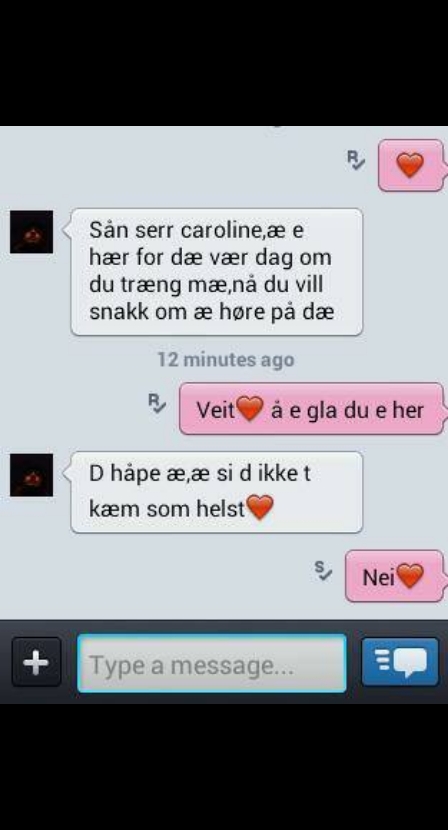 R
❤️
Sån serr caroline,æ e
hær for dæ vær dag om
du træng mæ,nå du vill
snakk om æ høre på dæ
12 minutes ago
R
Veit❤️ å e gla du e her
D håpe æ,æ si d ikke t
kæm som helst❤️
S
Nei❤️
Type a message...